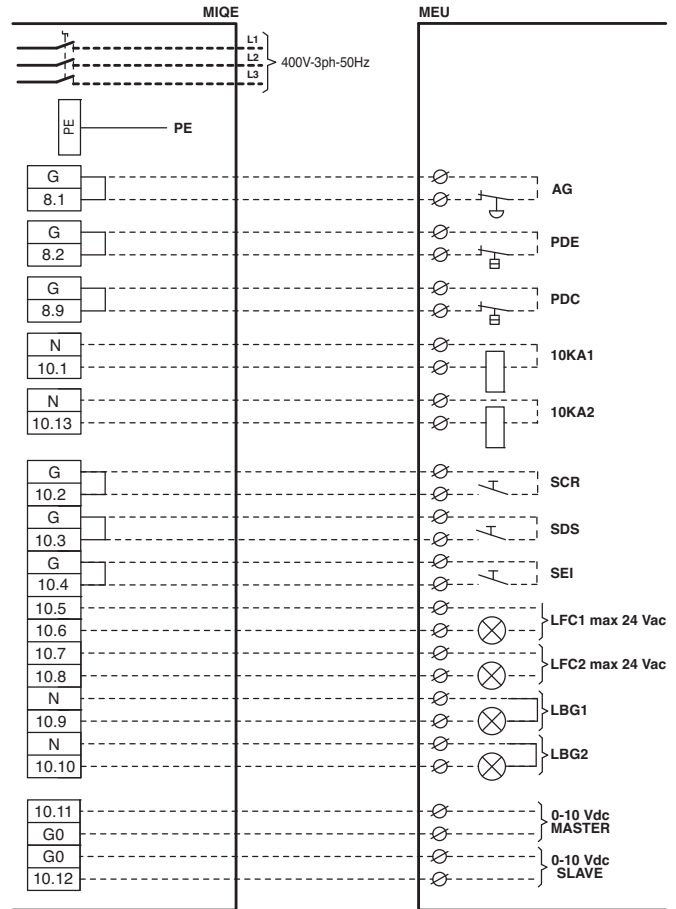 MIQE MEU
L1
L2
L3
400V-3ph-50Hz
PE PE
G
8.1
AG
G
8.2
PDE
G
8.9
PDC
N
10.1
10KA1
N
10.13
10KA2
G
10.2
SCR
G
10.3
SDS
G
10.4
SEI
10.5
10.6
LFC1 max 24 Vac
10.7
10.8
LFC2 max 24 Vac
N
10.9
LBG1
N
10.10
LBG2
10.11
G0
0-10 Vdc
MASTER
G0
10.12
0-10 Vdc
SLAVE